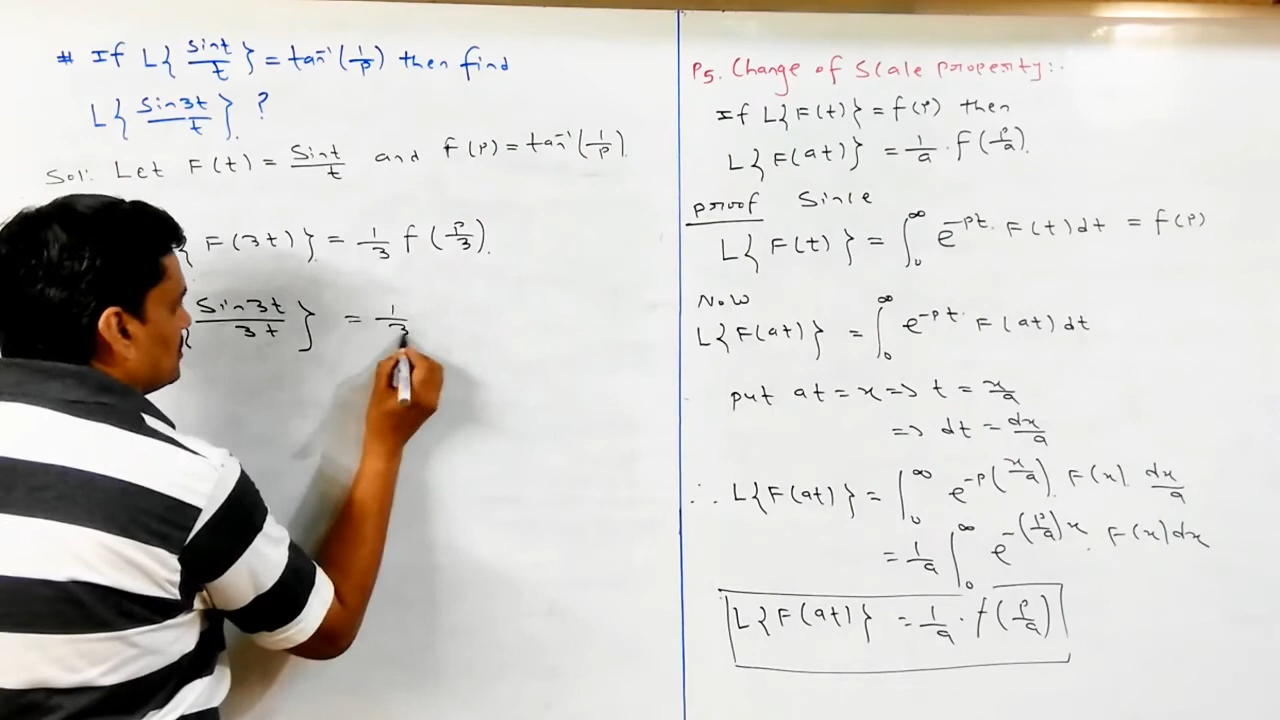 # If L{ sint/t } = tan⁻¹(1/p) then find
L{ sin3t/t } ?
Sol: Let F(t) = sint/t and f(p) = tan⁻¹(1/p).
{ F(3t) } = 1/3 f(p/3).
{ sin3t/3t } = 1/3
P5. Change of Scale property:.
If L{F(t)} = f(p) then
L{F(at)} = 1/a . f(p/a).
proof Since
L{F(t)} = ∫₀^∞ e^-pt. F(t)dt = f(p)
Now
L{F(at)} = ∫₀^∞ e^-pt. F(at)dt
put at = x => t = x/a
=> dt = dx/a
∴ L{F(at)} = ∫₀^∞ e^-p(x/a). F(x) dx/a
= 1/a ∫₀^∞ e^-(p/a)x . F(x)dx
L{F(at)} = 1/a . f(p/a)